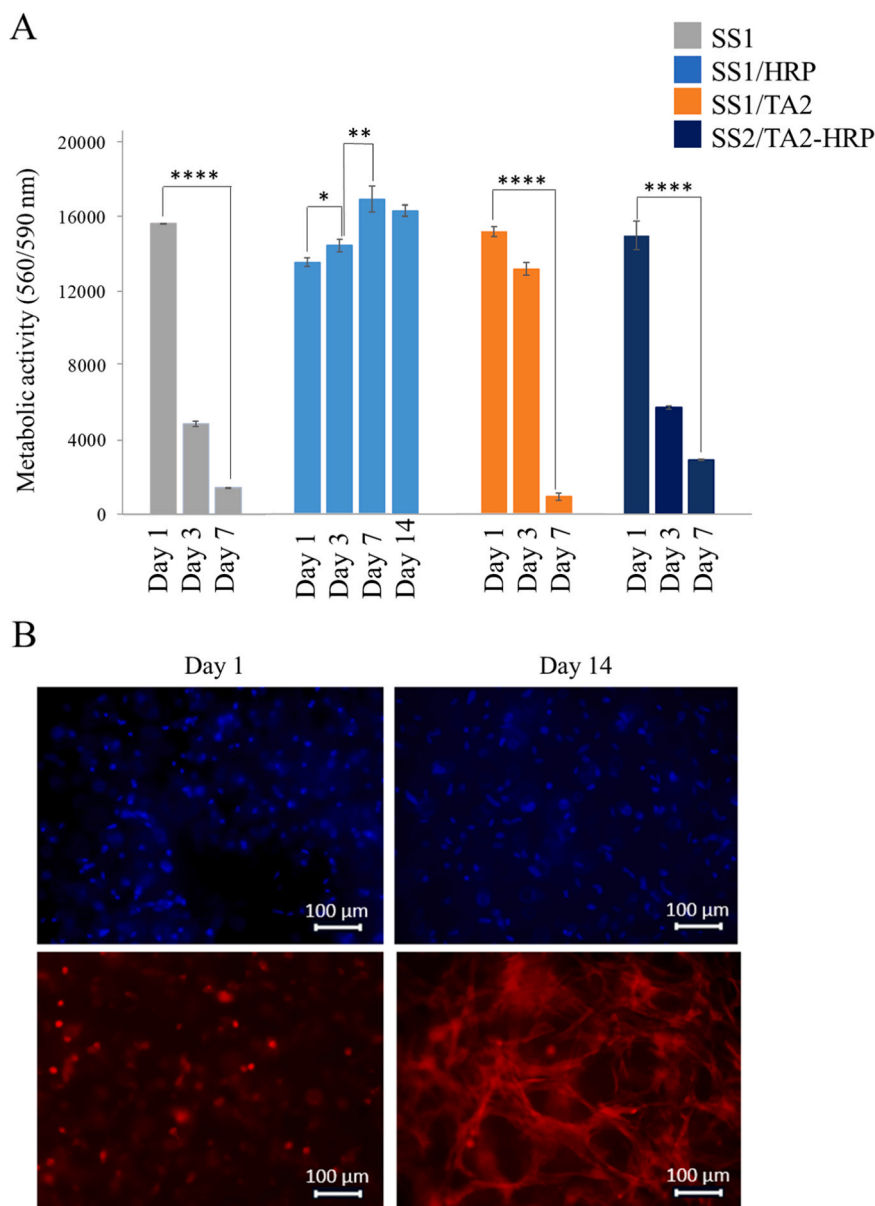 A
SS1
SS1/HRP
SS1/TA2
SS2/TA2-HRP
Metabolic activity (560/590 nm)
20000
16000
12000
8000
4000
0
****
*
**
****
****
Day 1
Day 3
Day 7
Day 1
Day 3
Day 7
Day 14
Day 1
Day 3
Day 7
Day 1
Day 3
Day 7
B
Day 1
Day 14
100 µm
100 µm
100 µm
100 µm